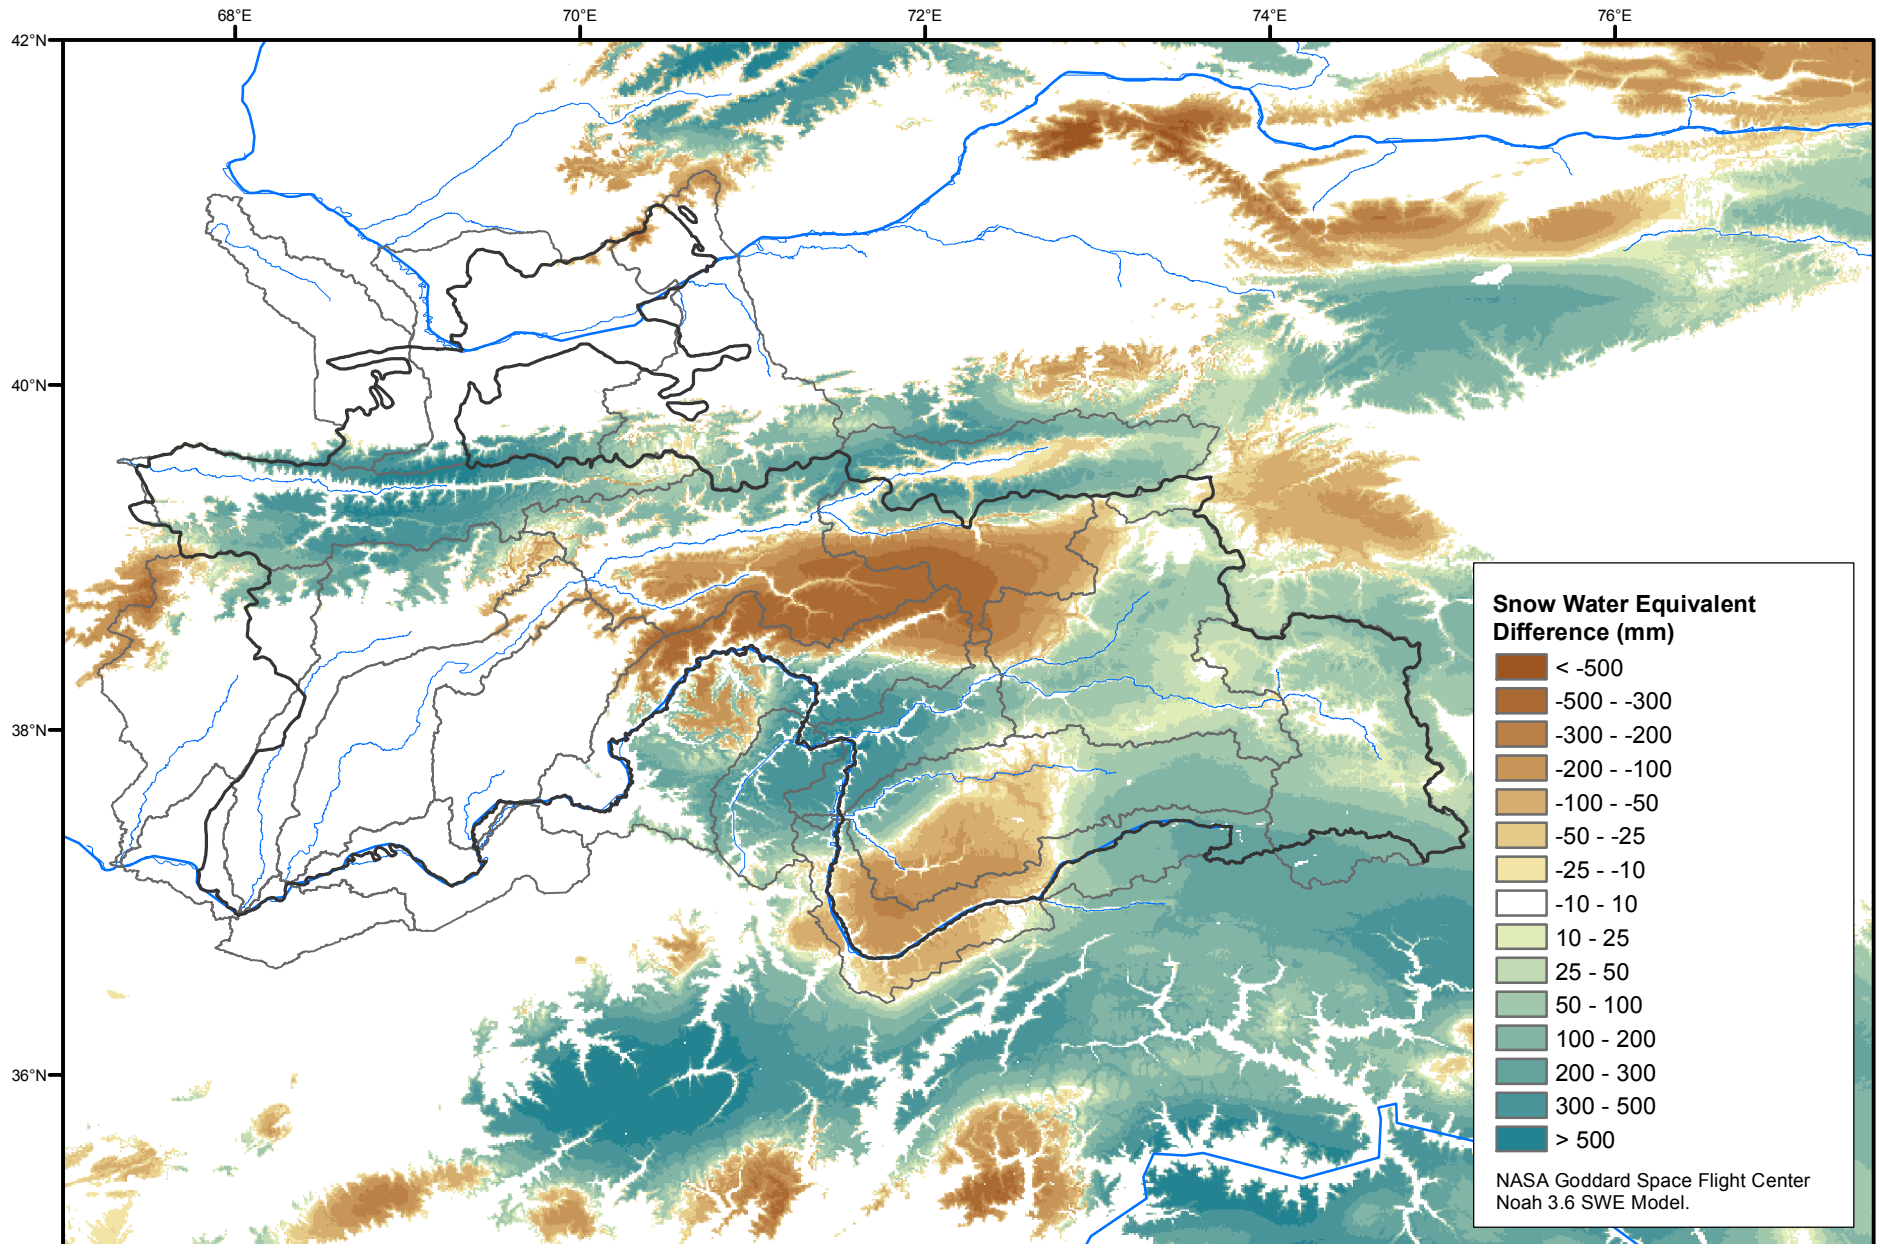 68°E 70°E 72°E 74°E 76°E
42°N
40°N
38°N
36°N
Snow Water Equivalent
Difference (mm)
< -500
-500 - -300
-300 - -200
-200 - -100
-100 - -50
-50 - -25
-25 - -10
-10 - 10
10 - 25
25 - 50
50 - 100
100 - 200
200 - 300
300 - 500
> 500
NASA Goddard Space Flight Center
Noah 3.6 SWE Model.